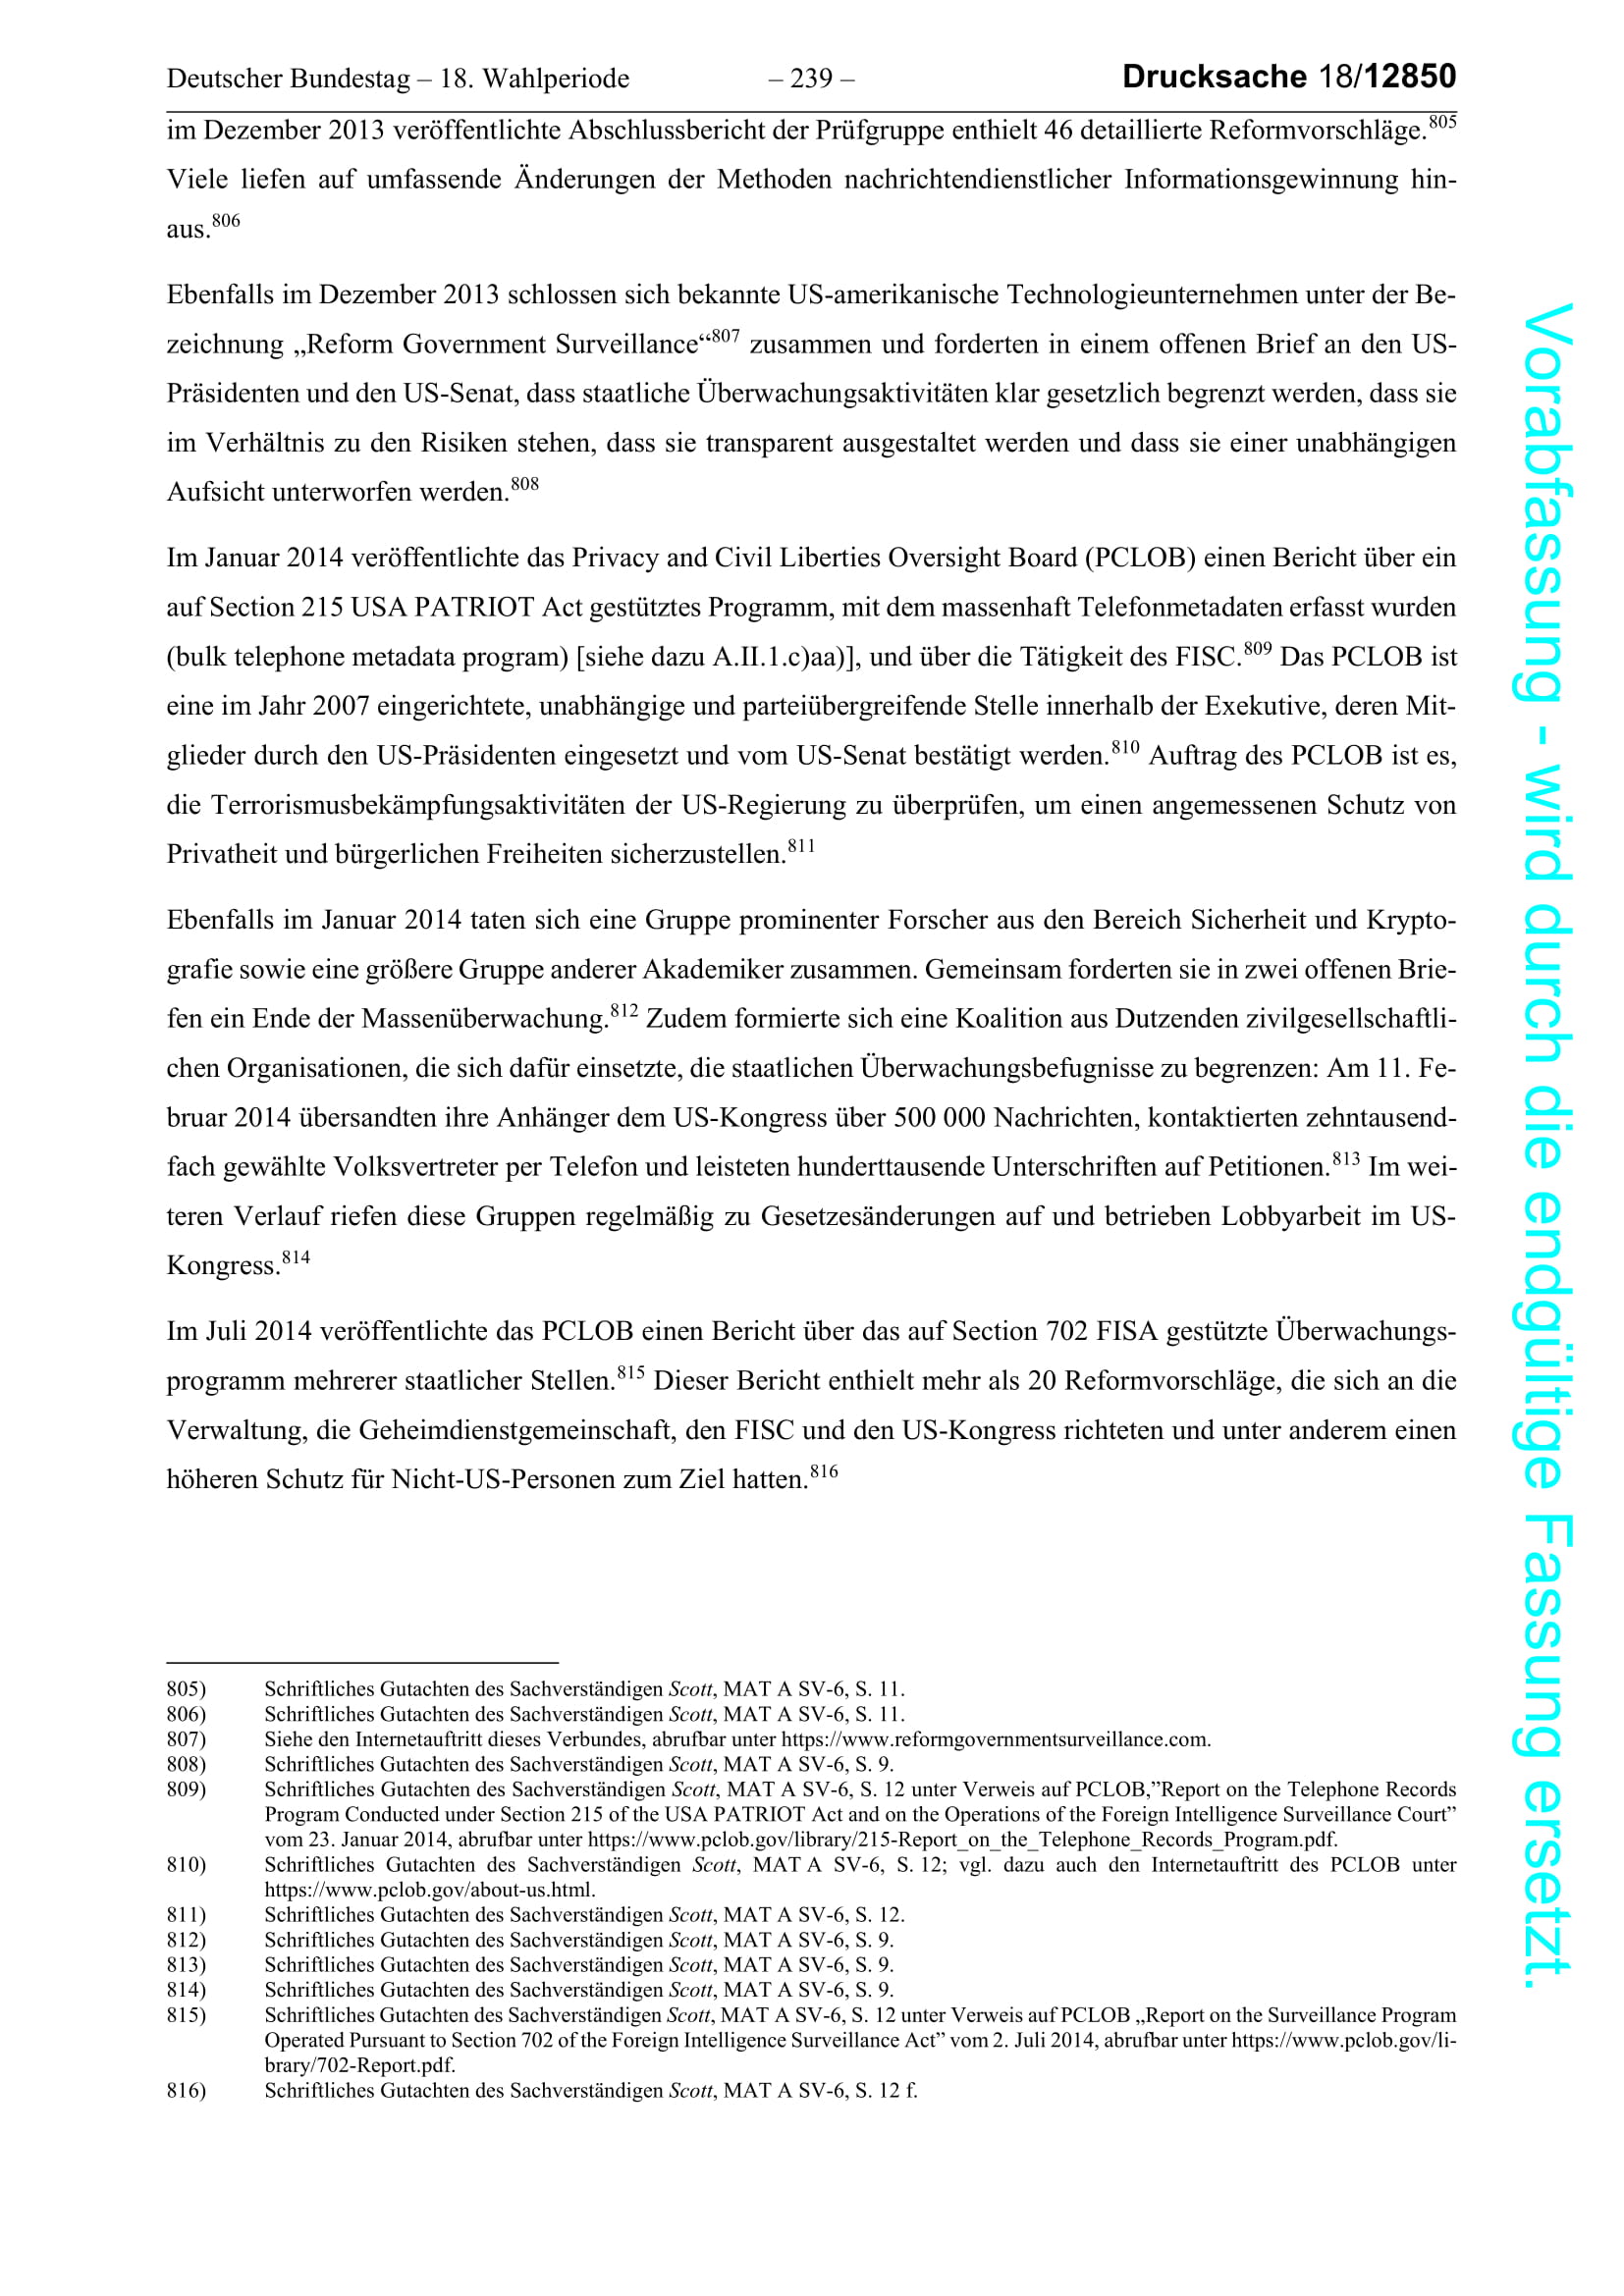 Deutscher Bundestag – 18. Wahlperiode – 239 – Drucksache 18/12850
im Dezember 2013 veröffentlichte Abschlussbericht der Prüfgruppe enthielt 46 detaillierte Reformvorschläge.805
Viele liefen auf umfassende Änderungen der Methoden nachrichtendienstlicher Informationsgewinnung hin-
aus.806
Ebenfalls im Dezember 2013 schlossen sich bekannte US-amerikanische Technologieunternehmen unter der Be-
zeichnung „Reform Government Surveillance“807 zusammen und forderten in einem offenen Brief an den US-
Präsidenten und den US-Senat, dass staatliche Überwachungsaktivitäten klar gesetzlich begrenzt werden, dass sie
im Verhältnis zu den Risiken stehen, dass sie transparent ausgestaltet werden und dass sie einer unabhängigen
Aufsicht unterworfen werden.808
Im Januar 2014 veröffentlichte das Privacy and Civil Liberties Oversight Board (PCLOB) einen Bericht über ein
auf Section 215 USA PATRIOT Act gestütztes Programm, mit dem massenhaft Telefonmetadaten erfasst wurden
(bulk telephone metadata program) [siehe dazu A.II.1.c)aa)], und über die Tätigkeit des FISC.809 Das PCLOB ist
eine im Jahr 2007 eingerichtete, unabhängige und parteiübergreifende Stelle innerhalb der Exekutive, deren Mit-
glieder durch den US-Präsidenten eingesetzt und vom US-Senat bestätigt werden.810 Auftrag des PCLOB ist es,
die Terrorismusbekämpfungsaktivitäten der US-Regierung zu überprüfen, um einen angemessenen Schutz von
Privatheit und bürgerlichen Freiheiten sicherzustellen.811
Ebenfalls im Januar 2014 taten sich eine Gruppe prominenter Forscher aus den Bereich Sicherheit und Krypto-
grafie sowie eine größere Gruppe anderer Akademiker zusammen. Gemeinsam forderten sie in zwei offenen Brie-
fen ein Ende der Massenüberwachung.812 Zudem formierte sich eine Koalition aus Dutzenden zivilgesellschaftli-
chen Organisationen, die sich dafür einsetzte, die staatlichen Überwachungsbefugnisse zu begrenzen: Am 11. Fe-
bruar 2014 übersandten ihre Anhänger dem US-Kongress über 500 000 Nachrichten, kontaktierten zehntausend-
fach gewählte Volksvertreter per Telefon und leisteten hunderttausende Unterschriften auf Petitionen.813 Im wei-
teren Verlauf riefen diese Gruppen regelmäßig zu Gesetzesänderungen auf und betrieben Lobbyarbeit im US-
Kongress.814
Im Juli 2014 veröffentlichte das PCLOB einen Bericht über das auf Section 702 FISA gestützte Überwachungs-
programm mehrerer staatlicher Stellen.815 Dieser Bericht enthielt mehr als 20 Reformvorschläge, die sich an die
Verwaltung, die Geheimdienstgemeinschaft, den FISC und den US-Kongress richteten und unter anderem einen
höheren Schutz für Nicht-US-Personen zum Ziel hatten.816
805) Schriftliches Gutachten des Sachverständigen Scott, MAT A SV-6, S. 11.
806) Schriftliches Gutachten des Sachverständigen Scott, MAT A SV-6, S. 11.
807) Siehe den Internetauftritt dieses Verbundes, abrufbar unter https://www.reformgovernmentsurveillance.com.
808) Schriftliches Gutachten des Sachverständigen Scott, MAT A SV-6, S. 9.
809) Schriftliches Gutachten des Sachverständigen Scott, MAT A SV-6, S. 12 unter Verweis auf PCLOB,”Report on the Telephone Records
Program Conducted under Section 215 of the USA PATRIOT Act and on the Operations of the Foreign Intelligence Surveillance Court”
vom 23. Januar 2014, abrufbar unter https://www.pclob.gov/library/215-Report_on_the_Telephone_Records_Program.pdf.
810) Schriftliches Gutachten des Sachverständigen Scott, MAT A SV-6, S. 12; vgl. dazu auch den Internetauftritt des PCLOB unter
https://www.pclob.gov/about-us.html.
811) Schriftliches Gutachten des Sachverständigen Scott, MAT A SV-6, S. 12.
812) Schriftliches Gutachten des Sachverständigen Scott, MAT A SV-6, S. 9.
813) Schriftliches Gutachten des Sachverständigen Scott, MAT A SV-6, S. 9.
814) Schriftliches Gutachten des Sachverständigen Scott, MAT A SV-6, S. 9.
815) Schriftliches Gutachten des Sachverständigen Scott, MAT A SV-6, S. 12 unter Verweis auf PCLOB „Report on the Surveillance Program
Operated Pursuant to Section 702 of the Foreign Intelligence Surveillance Act” vom 2. Juli 2014, abrufbar unter https://www.pclob.gov/li-
brary/702-Report.pdf.
816) Schriftliches Gutachten des Sachverständigen Scott, MAT A SV-6, S. 12 f.
Vorabfassung - wird durch die endgültige Fassung ersetzt.